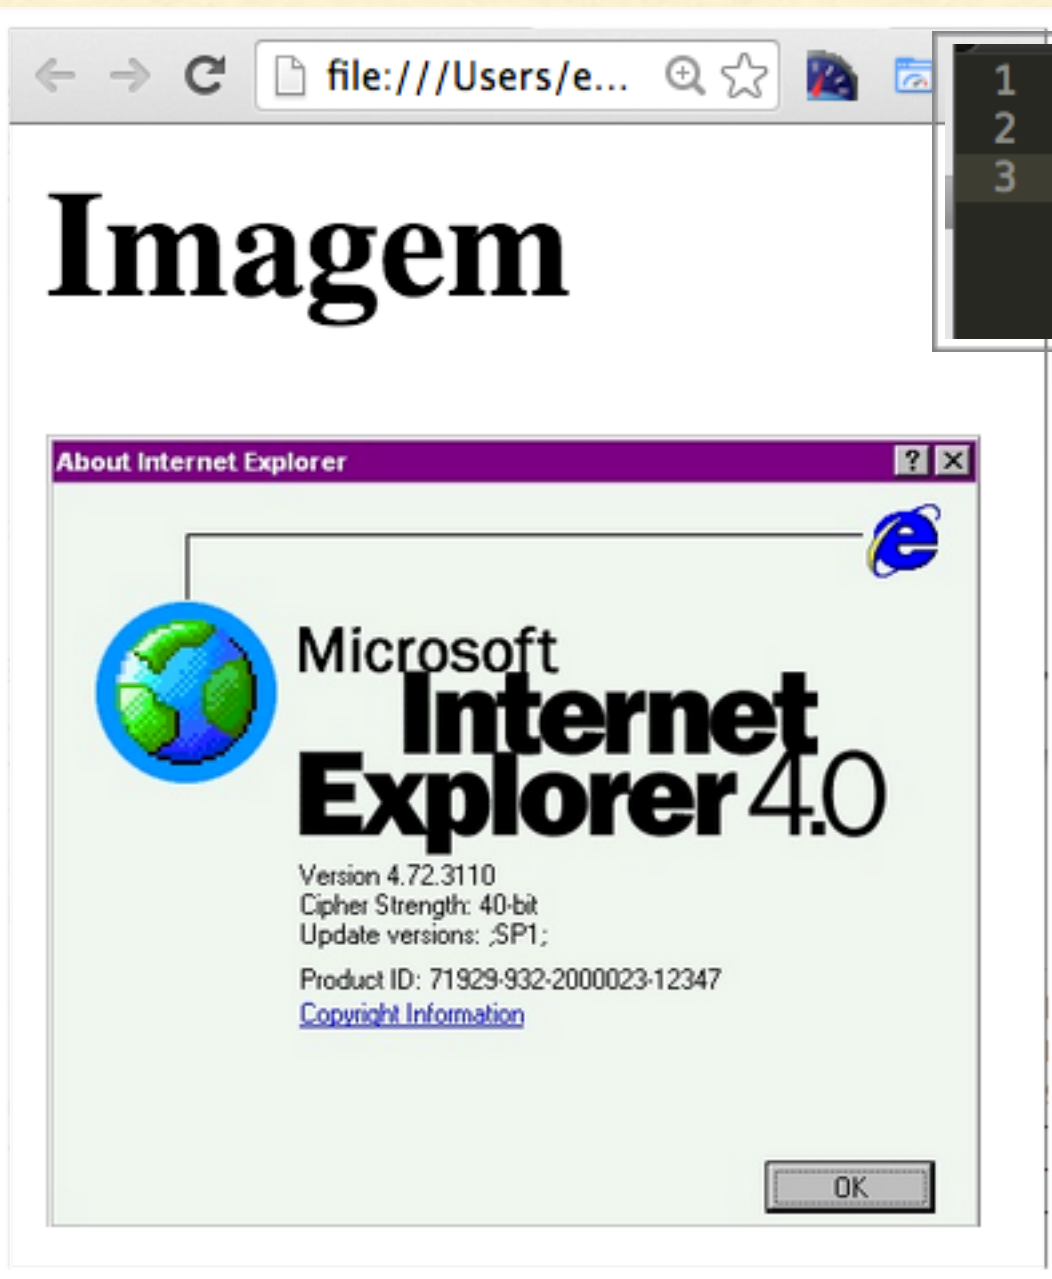 file:///Users/e...
1
2
3
Imagem
About Internet Explorer
Microsoft
Internet
Explorer 4.0
Version 4.72.3110
Cipher Strength: 40-bit
Update versions: ;SP1;
Product ID: 71929-932-2000023-12347
Copyright Information
OK